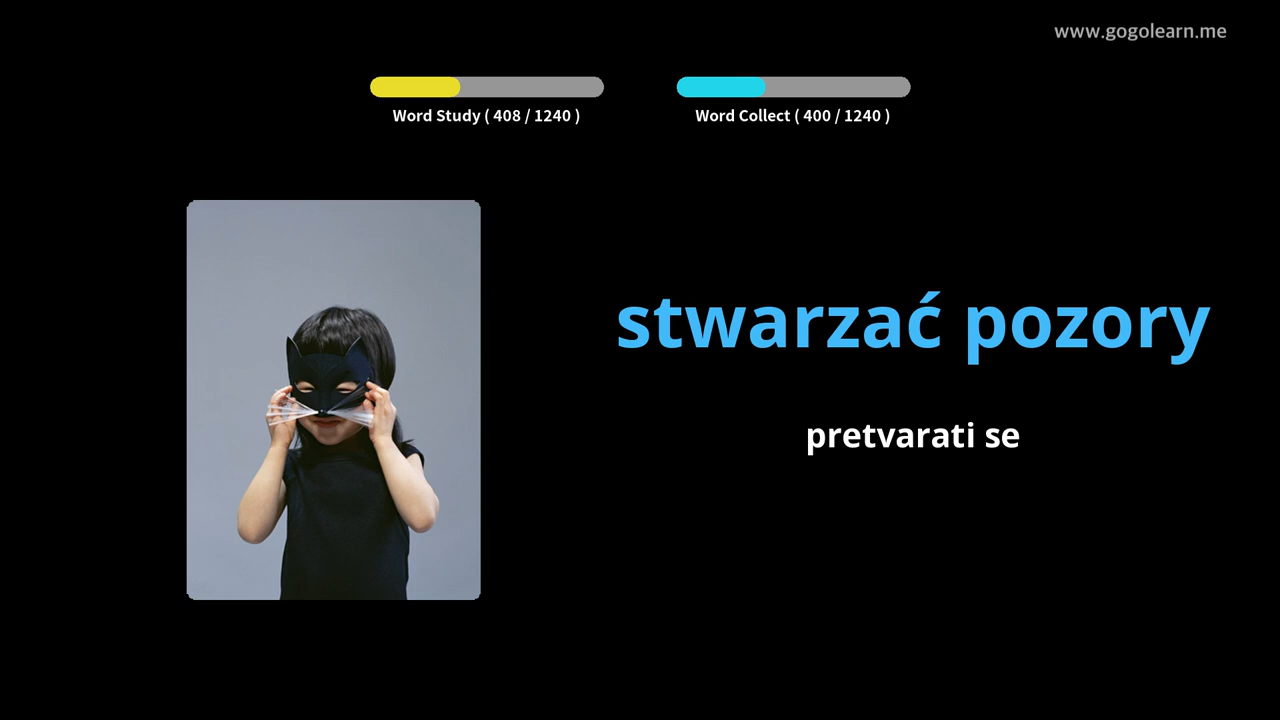 www.gogolearn.me
Word Study ( 408 / 1240 )
Word Collect ( 400 / 1240 )
stwarzać pozory
pretvarati se